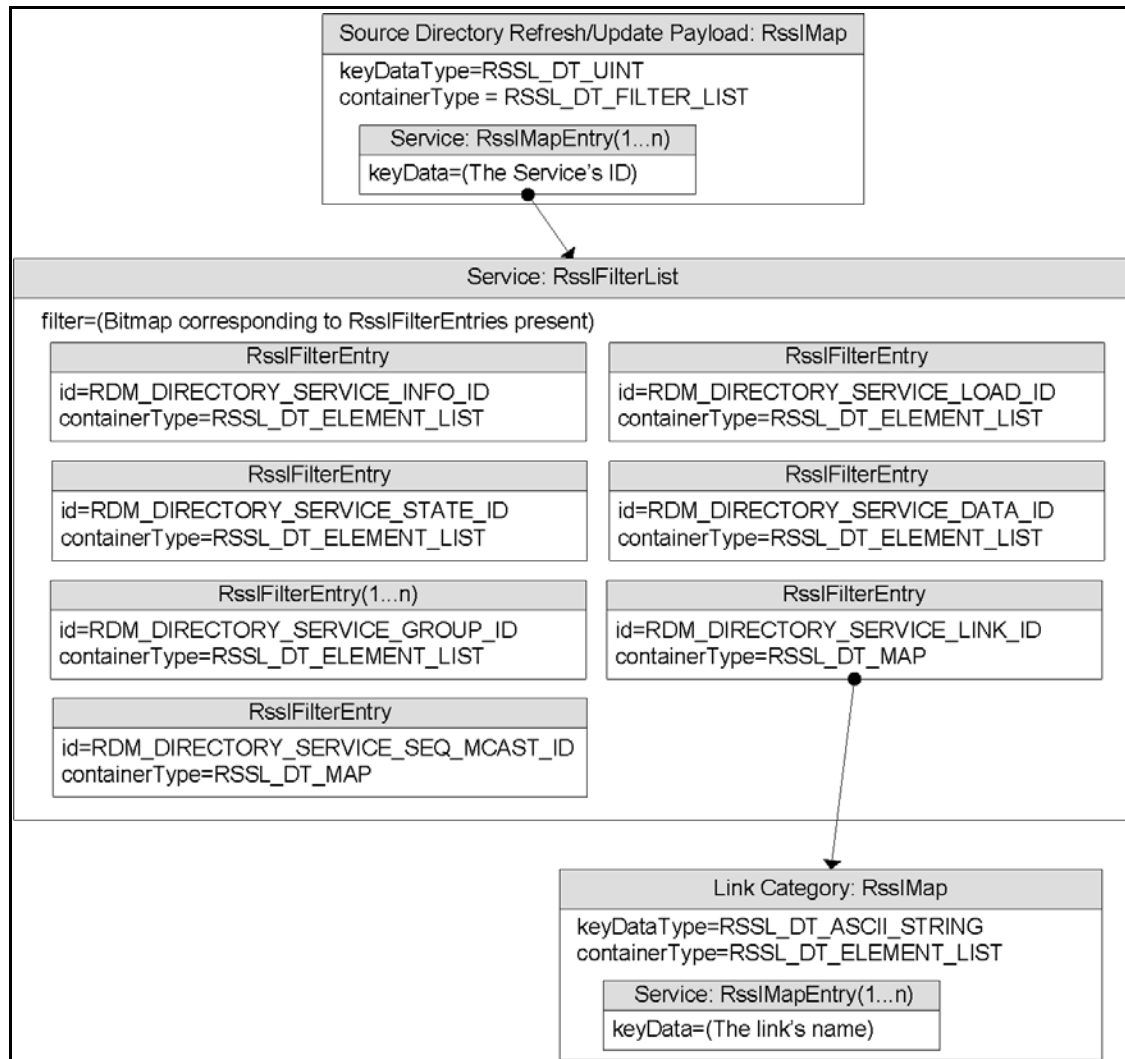 Source Directory Refresh/Update Payload: RsslMap
keyDataType=RSSL_DT_UINT
containerType = RSSL_DT_FILTER_LIST
Service: RsslMapEntry(1...n)
keyData=(The Service's ID)
Service: RsslFilterList
filter=(Bitmap corresponding to RsslFilterEntries present)
RsslFilterEntry
id=RDM_DIRECTORY_SERVICE_INFO_ID
containerType=RSSL_DT_ELEMENT_LIST
RsslFilterEntry
id=RDM_DIRECTORY_SERVICE_LOAD_ID
containerType=RSSL_DT_ELEMENT_LIST
RsslFilterEntry
id=RDM_DIRECTORY_SERVICE_STATE_ID
containerType=RSSL_DT_ELEMENT_LIST
RsslFilterEntry
id=RDM_DIRECTORY_SERVICE_DATA_ID
containerType=RSSL_DT_ELEMENT_LIST
RsslFilterEntry(1...n)
id=RDM_DIRECTORY_SERVICE_GROUP_ID
containerType=RSSL_DT_ELEMENT_LIST
RsslFilterEntry
id=RDM_DIRECTORY_SERVICE_LINK_ID
containerType=RSSL_DT_MAP
RsslFilterEntry
id=RDM_DIRECTORY_SERVICE_SEQ_MCAST_ID
containerType=RSSL_DT_MAP
Link Category: RsslMap
keyDataType=RSSL_DT_ASCII_STRING
containerType=RSSL_DT_ELEMENT_LIST
Service: RsslMapEntry(1...n)
keyData=(The link's name)